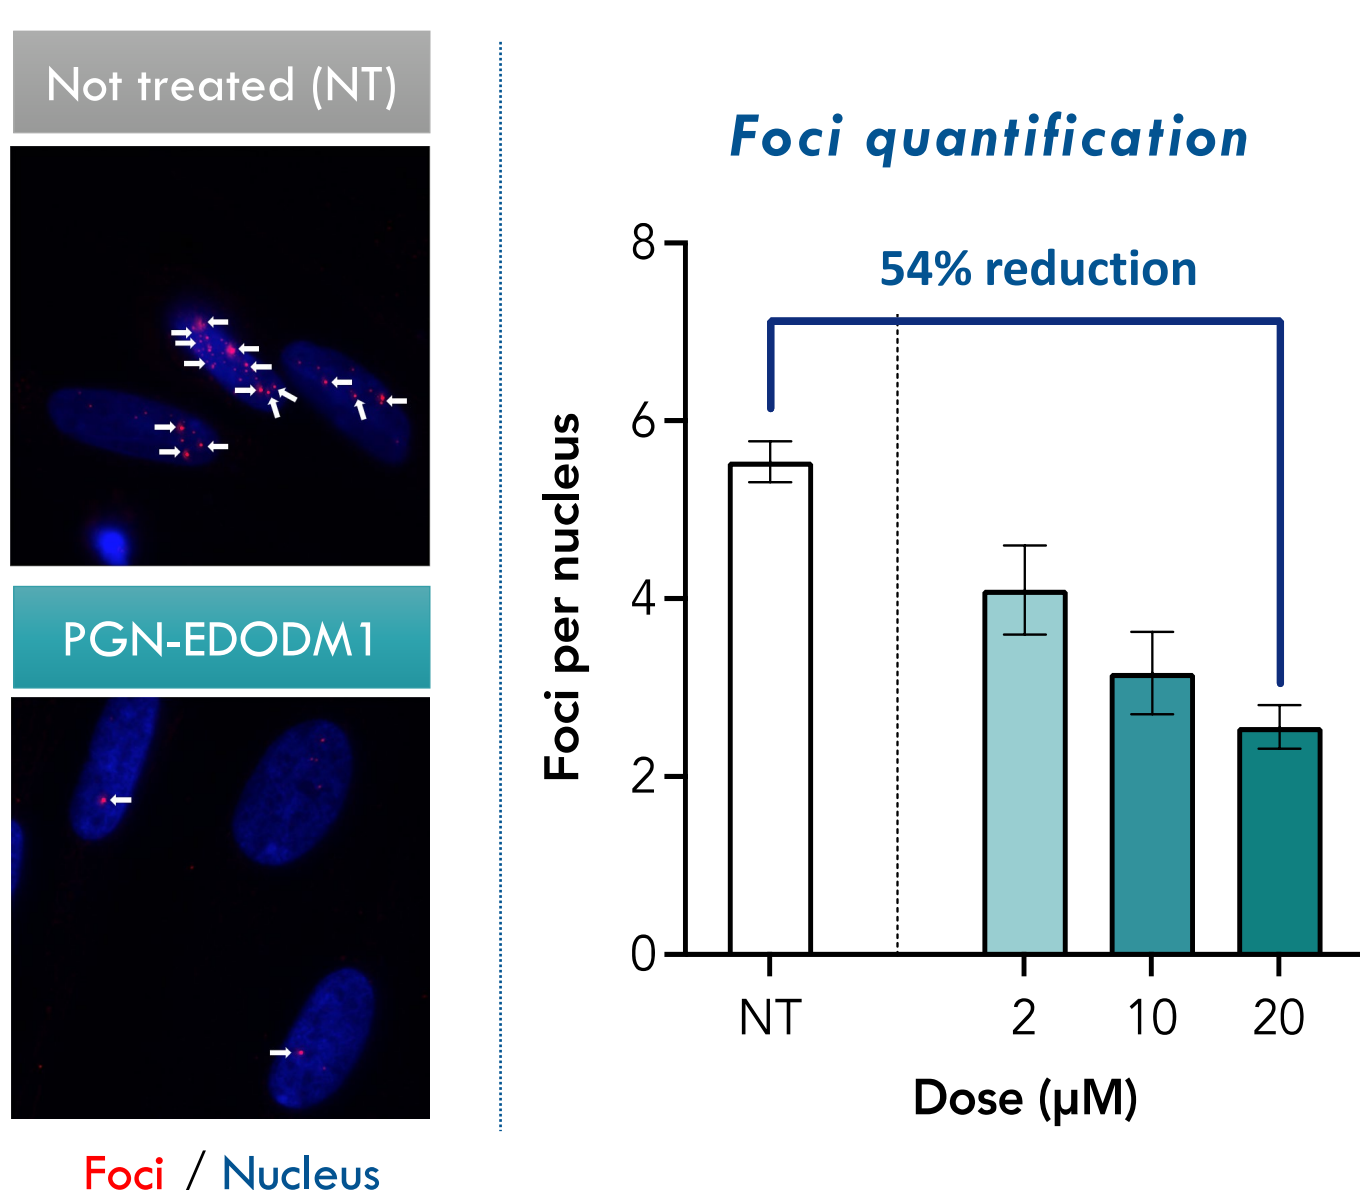 Not treated (NT)
PGN-EDODM1
Foci / Nucleus
Foci quantification
54% reduction
Foci per nucleus
8
6
4
2
0
NT
2
10
20
Dose (µM)